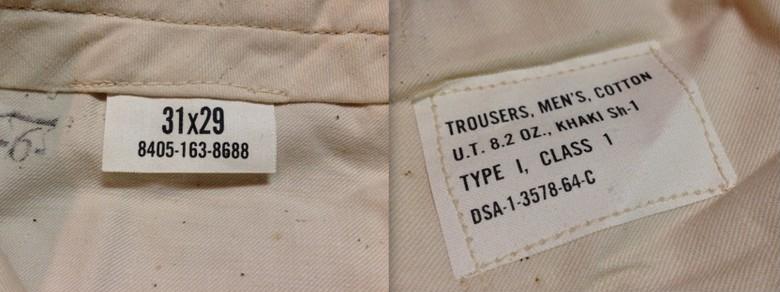 31x29
8405-163-8688
TROUSERS, MEN'S, COTTON
U.T. 8.2 OZ., KHAKI Sh-1
TYPE I, CLASS 1
DSA-1-3578-64-C